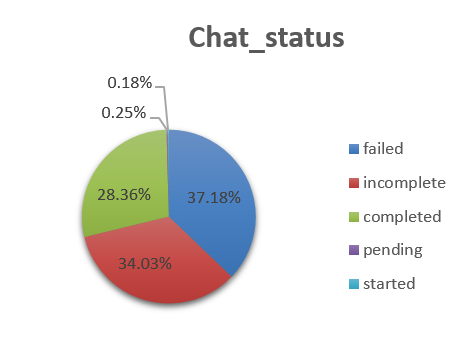 Chat_status
0.18%
0.25%
28.36%
37.18%
34.03%
failed
incomplete
completed
pending
started